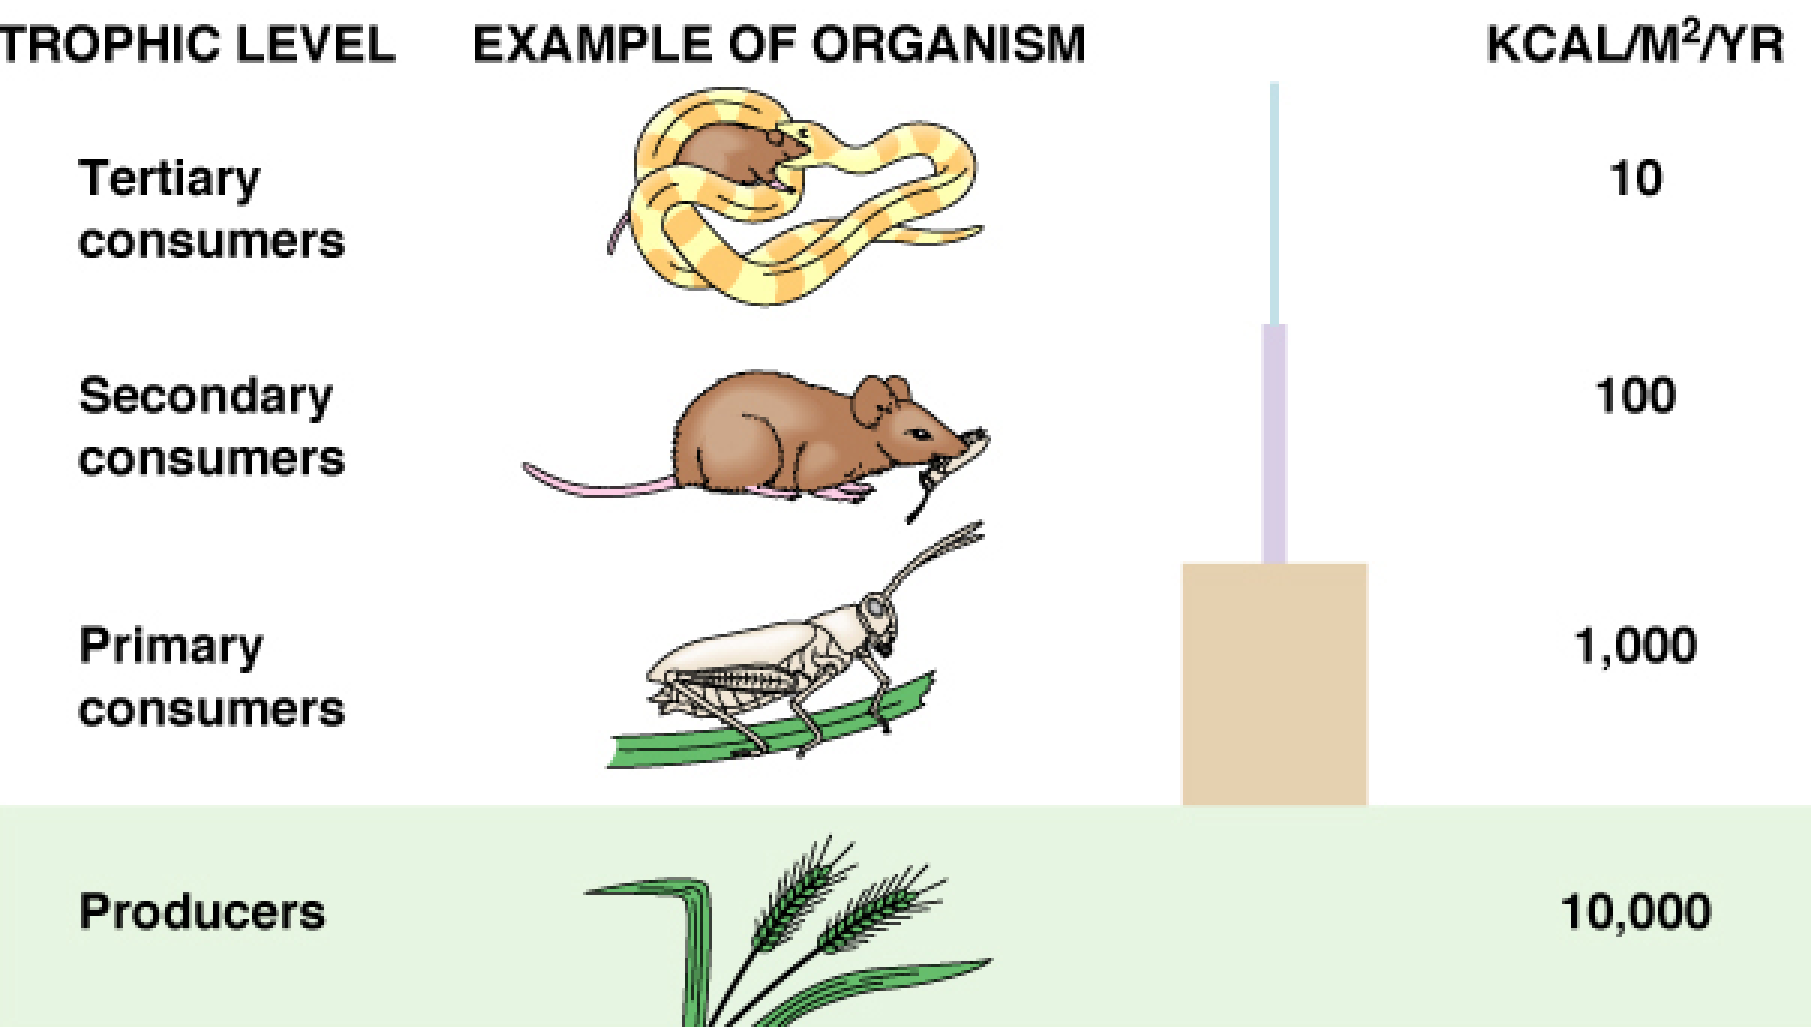 TROPHIC LEVEL EXAMPLE OF ORGANISM KCAL/M²/YR
Tertiary
consumers
10
Secondary
consumers
100
Primary
consumers
1,000
Producers
10,000